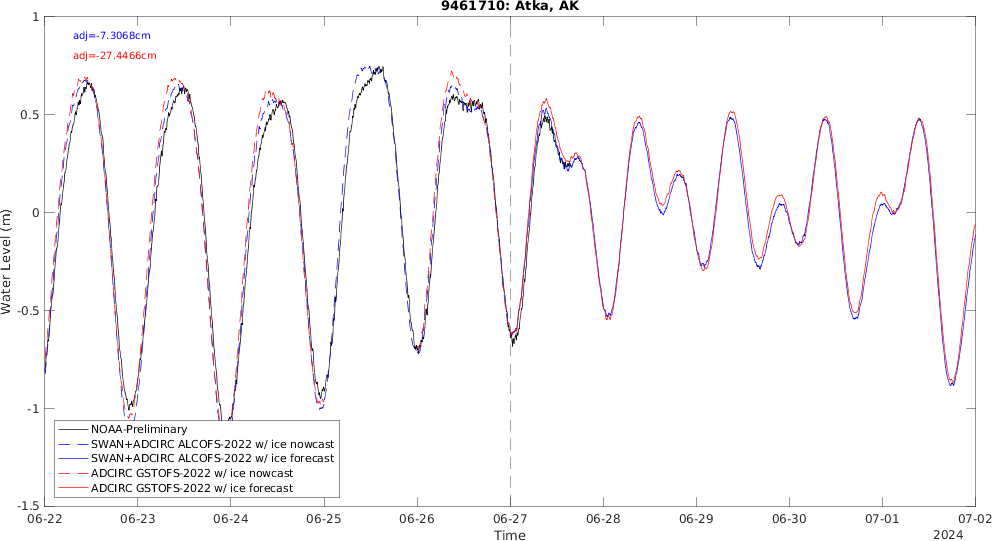 9461710: Atka, AK
adj=-7.3068cm
adj=-27.4466cm
Water Level (m)
1
0.5
0
-0.5
-1
-1.5
NOAA-Preliminary
SWAN+ADCIRC ALCOFS-2022 w/ ice nowcast
SWAN+ADCIRC ALCOFS-2022 w/ ice forecast
ADCIRC GSTOFS-2022 w/ ice nowcast
ADCIRC GSTOFS-2022 w/ ice forecast
06-22 06-23 06-24 06-25 06-26 06-27 06-28 06-29 06-30 07-01 07-02
Time
2024